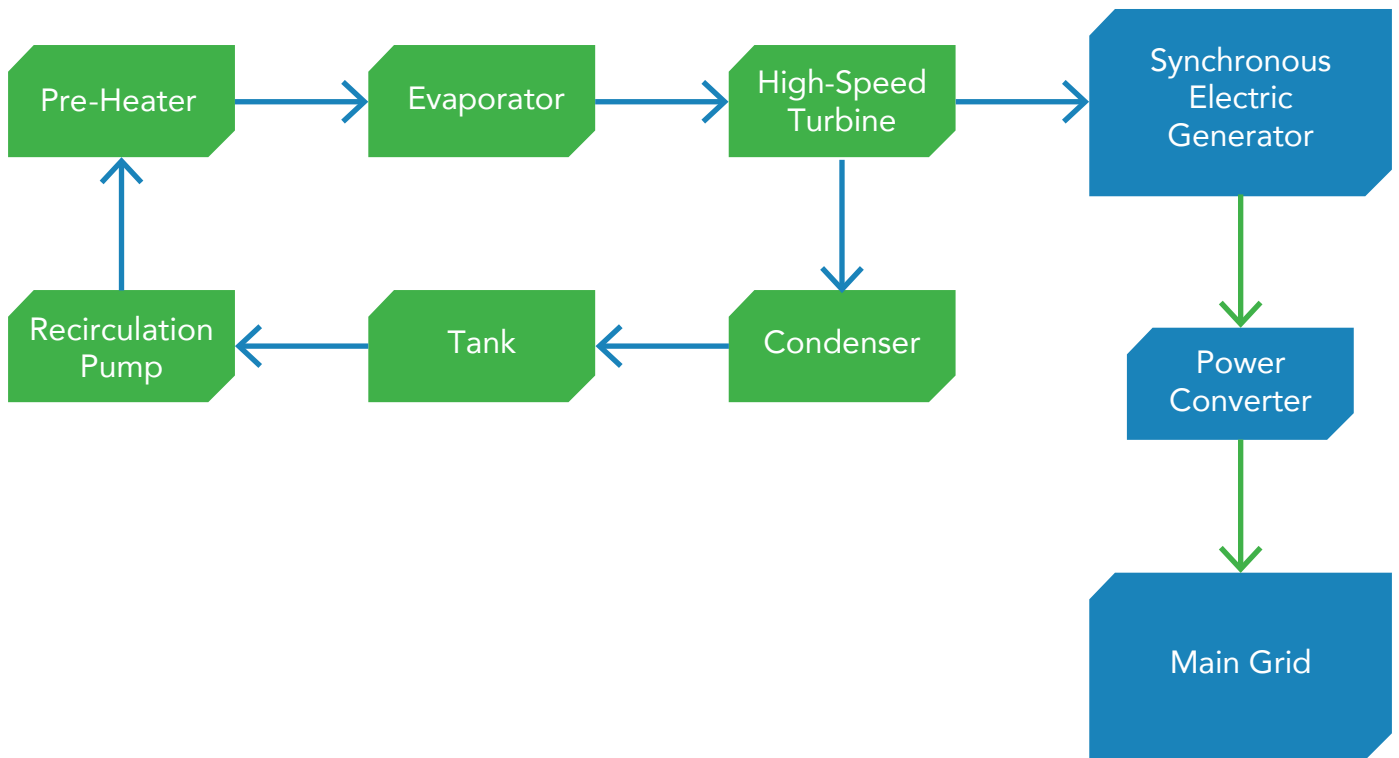 Pre-Heater
Evaporator
High-Speed
Turbine
Synchronous
Electric
Generator
Recirculation
Pump
Tank
Condenser
Power
Converter
Main Grid